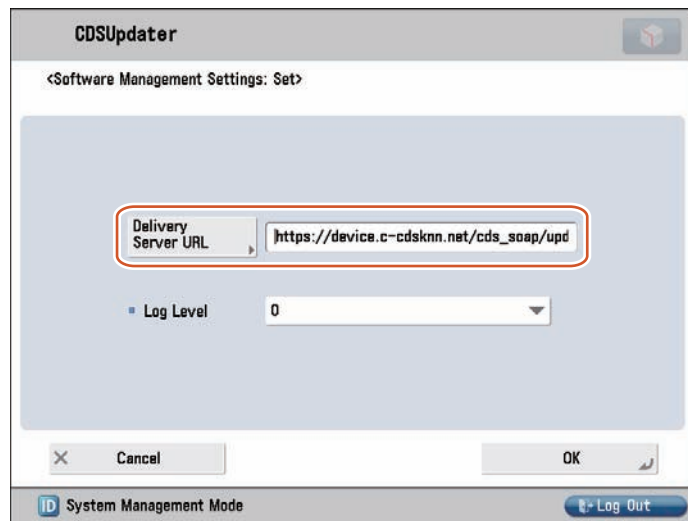 CDSUpdater
<Software Management Settings: Set>
Delivery
Server URL
https://device.c-cdsknn.net/cds_soap/upd
Log Level
0
Cancel
OK
ID System Management Mode
Log Out